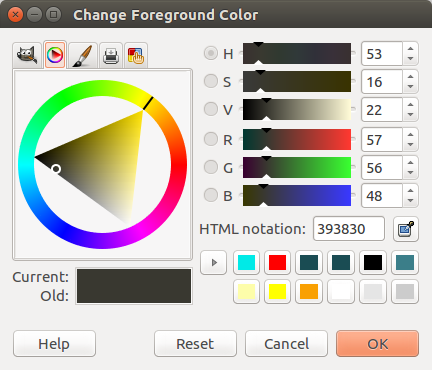 Change Foreground Color
H 53
S 16
V 22
R 57
G 56
B 48
HTML notation: 393830
Current:
Old:
Help Reset Cancel OK